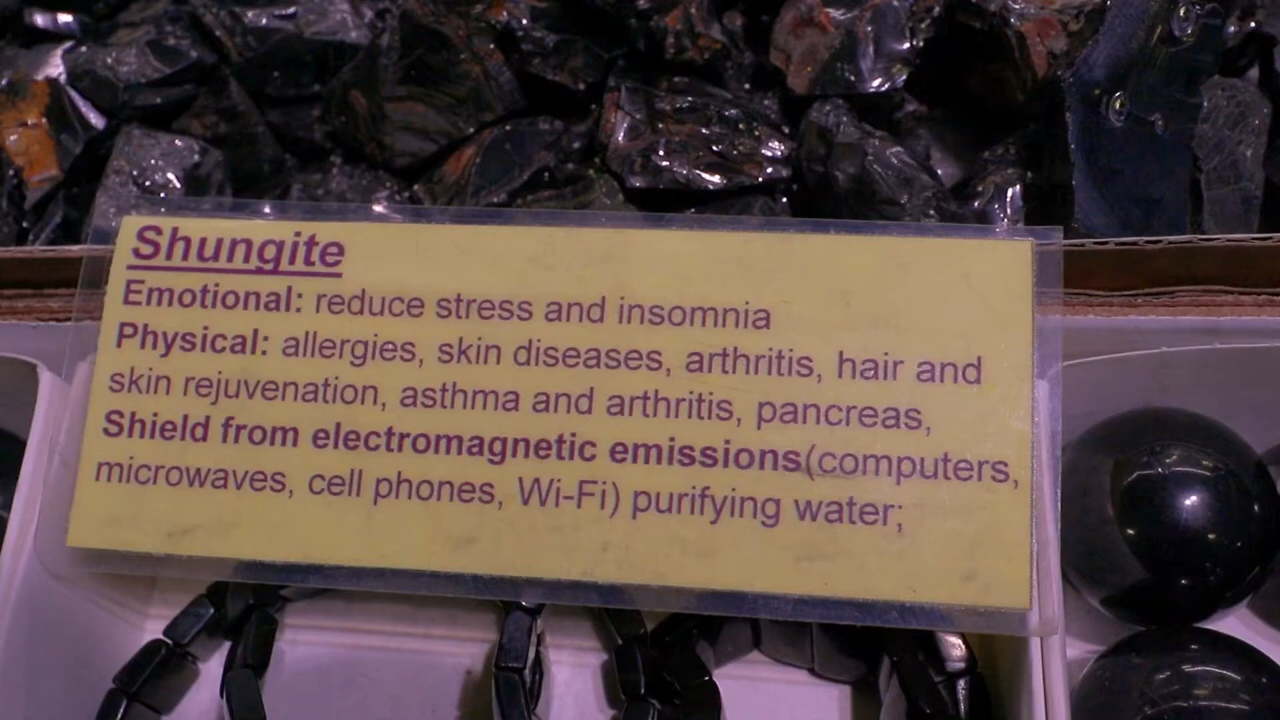 Shungite
Emotional: reduce stress and insomnia
Physical: allergies, skin diseases, arthritis, hair and
skin rejuvenation, asthma and arthritis, pancreas,
Shield from electromagnetic emissions(computers,
microwaves, cell phones, Wi-Fi) purifying water;